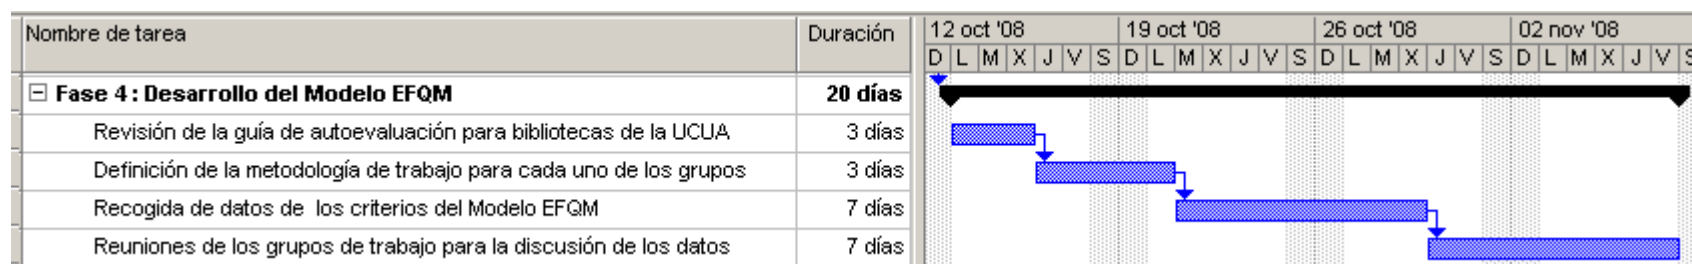 Nombre de tarea Duración 12 oct '08 19 oct '08 26 oct '08 02 nov '08
D L M X J V S D L M X J V S D L M X J V S D L M X J V S
Fase 4 : Desarrollo del Modelo EFQM 20 días
Revisión de la guía de autoevaluación para bibliotecas de la UCUA 3 días
Definición de la metodología de trabajo para cada uno de los grupos 3 días
Recogida de datos de los criterios del Modelo EFQM 7 días
Reuniones de los grupos de trabajo para la discusión de los datos 7 días